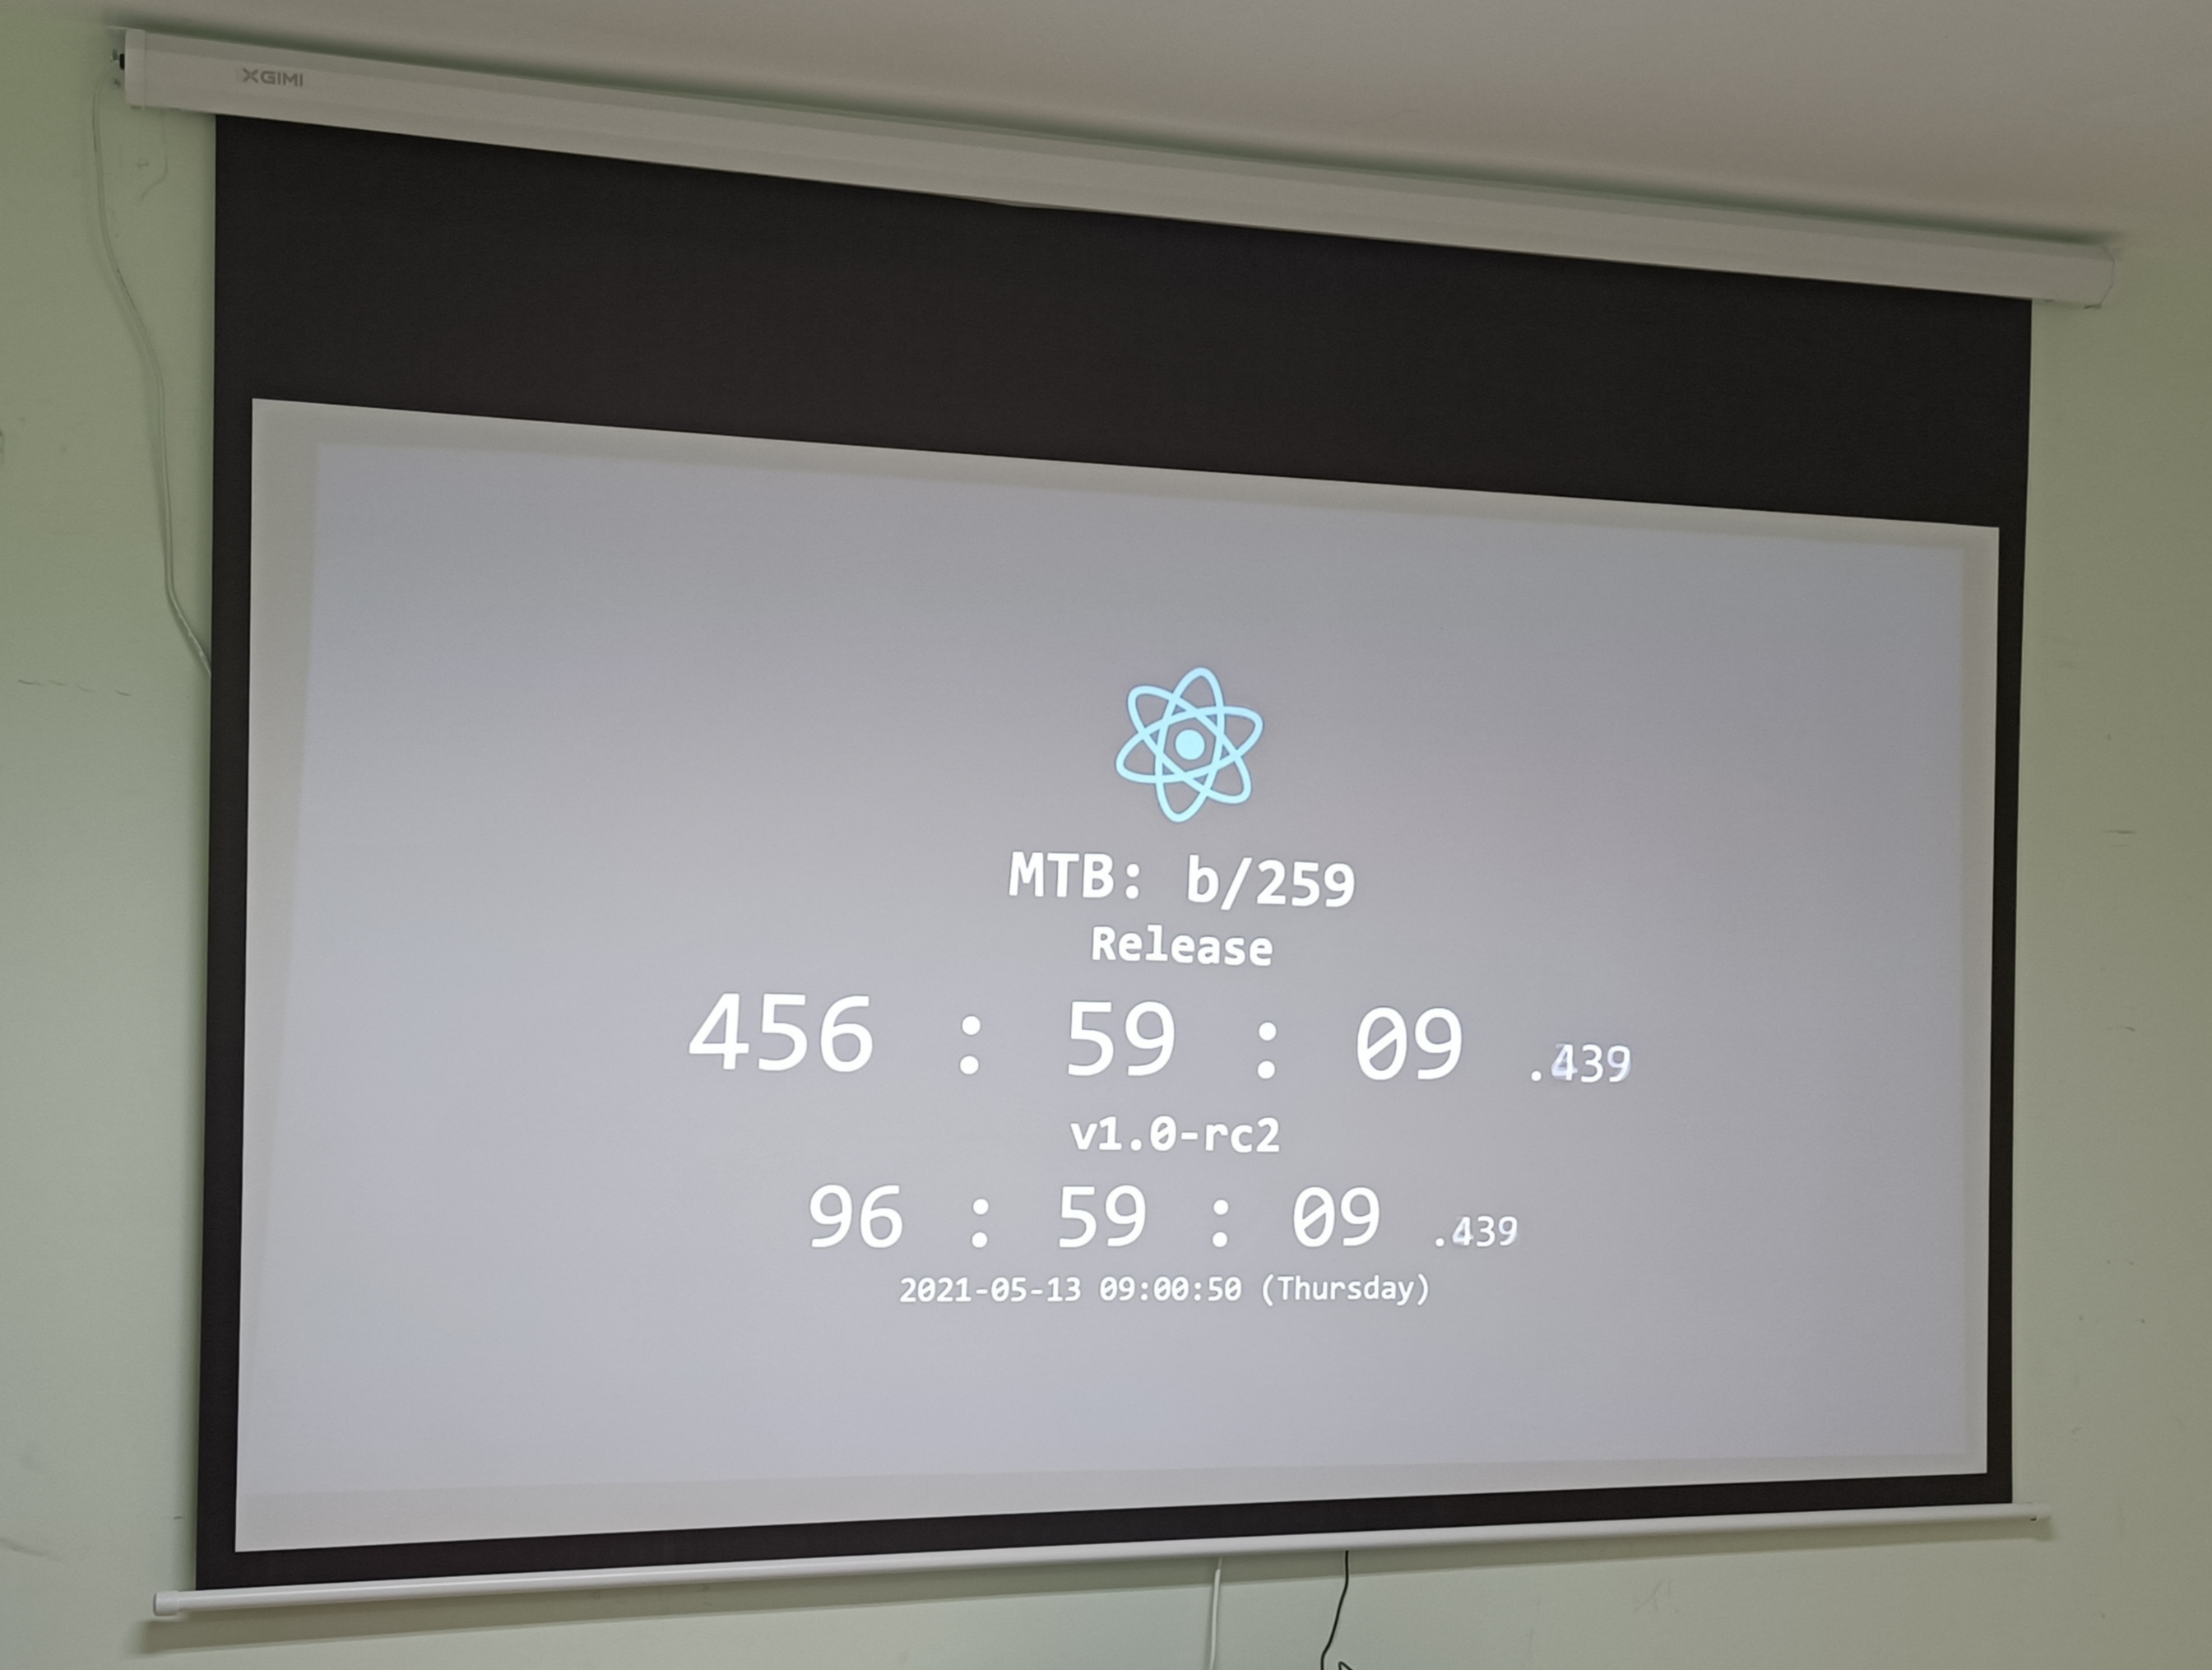 XGIMI
MTB: b/259
Release
456 : 59 : 09 .439
v1.0-rc2
96 : 59 : 09 .439
2021-05-13 09:00:50 (Thursday)